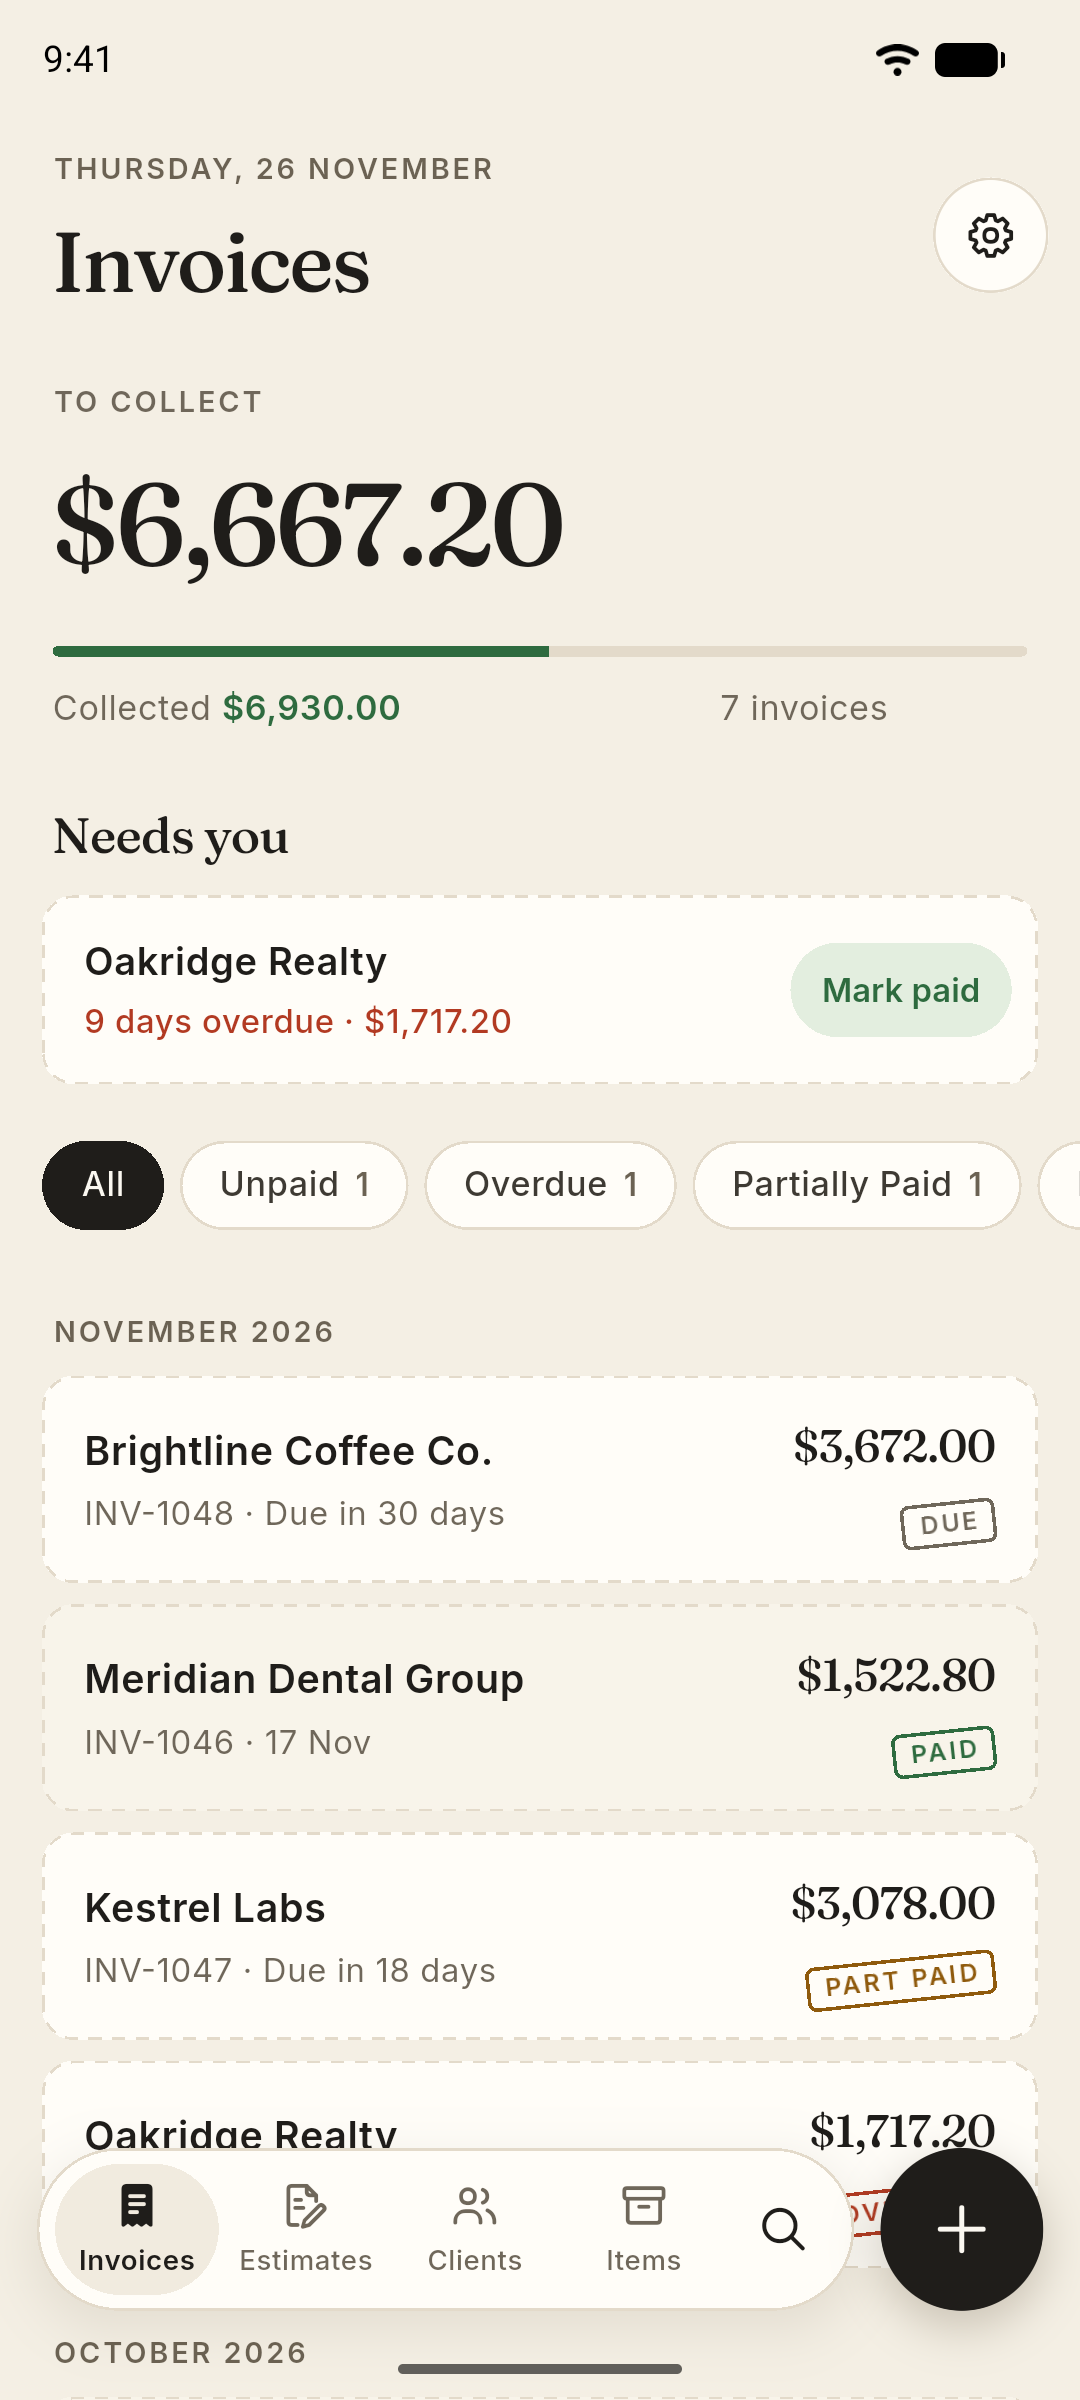 9:41
THURSDAY, 26 NOVEMBER
Invoices
TO COLLECT
$6,667.20
Collected $6,930.00
7 invoices
Needs you
Oakridge Realty
9 days overdue · $1,717.20
Mark paid
All
Unpaid 1
Overdue 1
Partially Paid 1
NOVEMBER 2026
Brightline Coffee Co.
$3,672.00
INV-1048 · Due in 30 days
DUE
Meridian Dental Group
$1,522.80
INV-1046 · 17 Nov
PAID
Kestrel Labs
$3,078.00
INV-1047 · Due in 18 days
PART PAID
Oakridge Realty
$1,717.20
Invoices
Estimates
Clients
Items
OCTOBER 2026